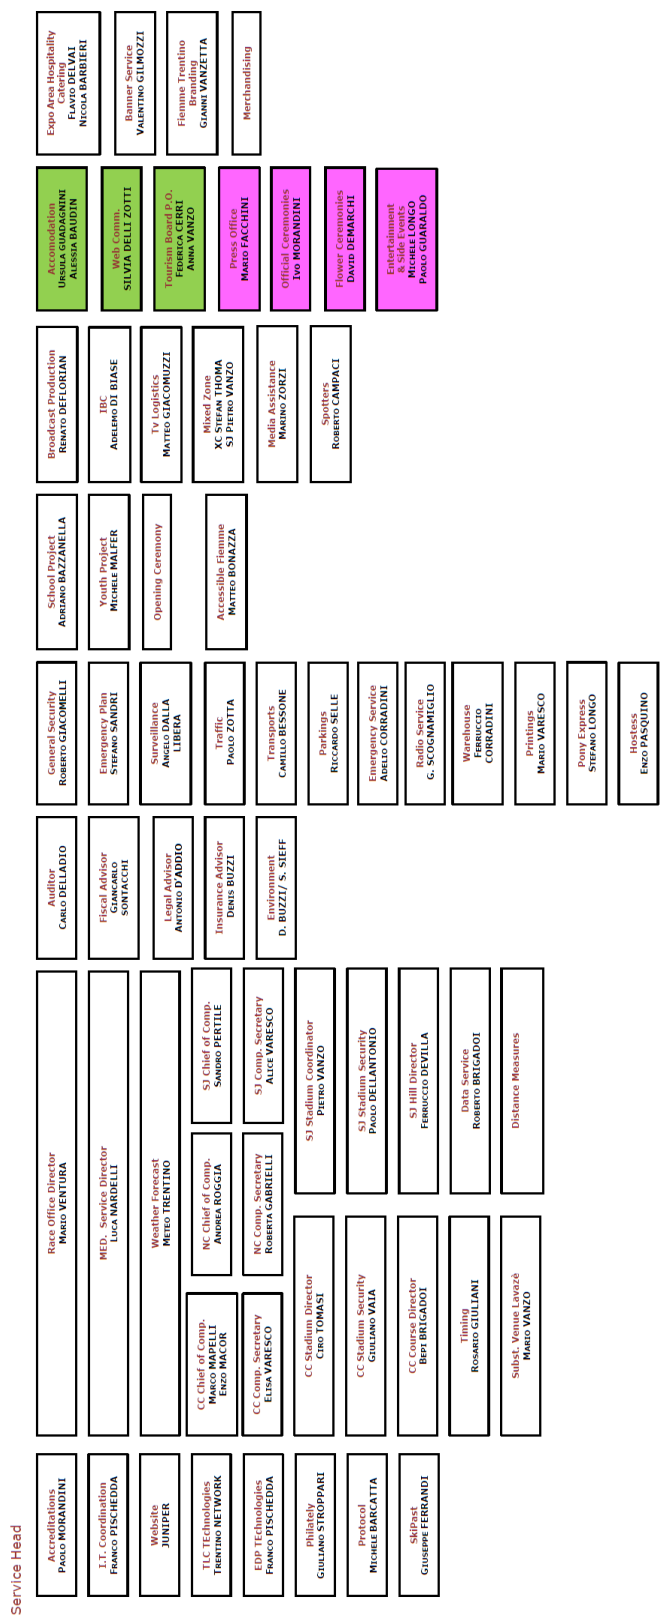 Service Head
Accreditations
PAOLO MORANDINI
I.T. Coordination
FRANCO PISCHEDDA
Website
JUNIPER
TLC TEchnologies
TRENTINO NETWORK
EDP TEchnologies
FRANCO PISCHEDDA
Philately
GIULIANO STROPPARI
Protocol
MICHELE BARCATTA
SkiPast
GIUSEPPE FERRANDI
Race Office Director
MARIO VENTURA
MED. Service Director
LUCA NARDELLI
Weather Forecast
METEO TRENTINO
CC Chief of Comp.
MARCO MAPELLI
ENZO MACOR
NC Chief of Comp.
ANDREA ROGGIA
SJ Chief of Comp.
SANDRO PERTILE
CC Comp. Secretary
ELISA VARESCO
NC Comp. Secretary
ROBERTA GABRIELLI
SJ Comp. Secretary
ALICE VARESCO
CC Stadium Director
CIRO TOMASI
SJ Stadium Coordinator
PIETRO VANZO
CC Stadium Security
GIULIANO VAIA
SJ Stadium Security
PAOLO DELLANTONIO
CC Course Director
BEPI BRIGADOI
SJ Hill Director
FERRUCCIO DEVILLA
Timing
ROSARIO GIULIANI
Data Service
ROBERTO BRIGADOI
Subst. Venue Lavazè
MARIO VANZO
Distance Measures
Auditor
CARLO DELLADIO
Fiscal Advisor
GIANCARLO
SONTACCHI
Legal Advisor
ANTONIO D'ADDIO
Insurance Advisor
DENIS BUZZI
Environment
D. BUZZI/ S. SIEFF
General Security
ROBERTO GIACOMELLI
Emergency Plan
STEFANO SANDRI
Surveillance
ANGELO DALLA
LIBERA
Traffic
PAOLO ZOTTA
Transports
CAMILLO BESSONE
Parkings
RICCARDO SELLE
Emergency Service
ADELIO CORRADINI
Radio Service
G. SCOGNAMIGLIO
Warehouse
FERRUCCIO
CORRADINI
Printings
MARIO VARESCO
Pony Express
STEFANO LONGO
Hostess
ENZO PASQUINO
School Project
ADRIANO BAZZANELLA
Youth Project
MICHELE MALFER
Opening Ceremony
Accessible Fiemme
MATTEO BONAZZA
Broadcast Production
RENATO DEFLORIAN
IBC
ADELEMO DI BIASE
Tv Logistics
MATTEO GIACOMUZZI
Mixed Zone
XC STEFAN THOMA
SJ PIETRO VANZO
Media Assistance
MARINO ZORZI
Spotters
ROBERTO CAMPACI
Accomodation
URSULA GUADAGNINI
ALESSIA BAUDIN
Web Comm.
SILVIA DELLI ZOTTI
Tourism Board P.O.
FEDERICA CERRI
ANNA VANZO
Press Office
MARIO FACCHINI
Official Ceremonies
IVO MORANDINI
Flower Ceremonies
DAVID DEMARCHI
Entertainment
& Side Events
MICHELE LONGO
PAOLO GUARALDO
Expo Area Hospitality
Catering
FLAVIO DELVAI
NICOLA BARBIERI
Banner Service
VALENTINO GILMOZZI
Fiemme Trentino
Branding
GIANNI VANZETTA
Merchandising